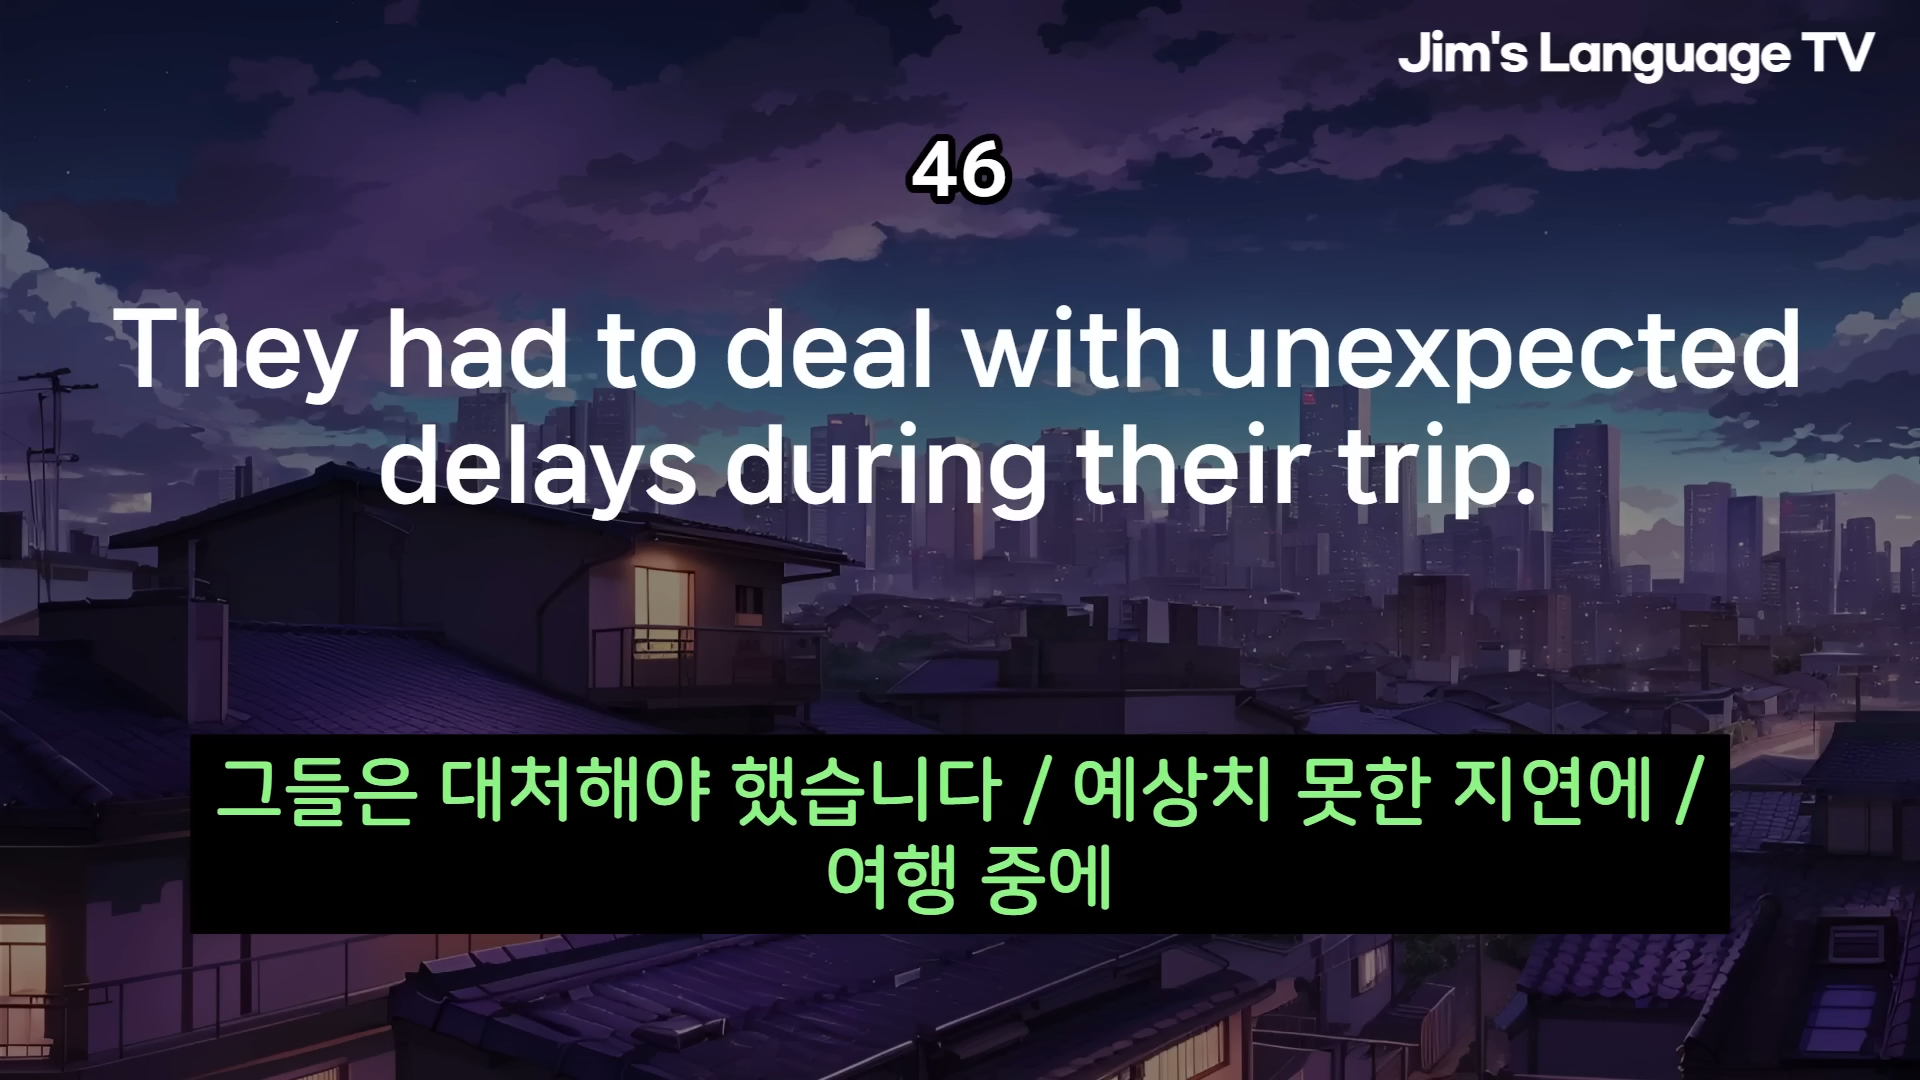 Jim's Language TV
46
They had to deal with unexpected
delays during their trip.
그들은 대처해야 했습니다 / 예상치 못한 지연에 /
여행 중에